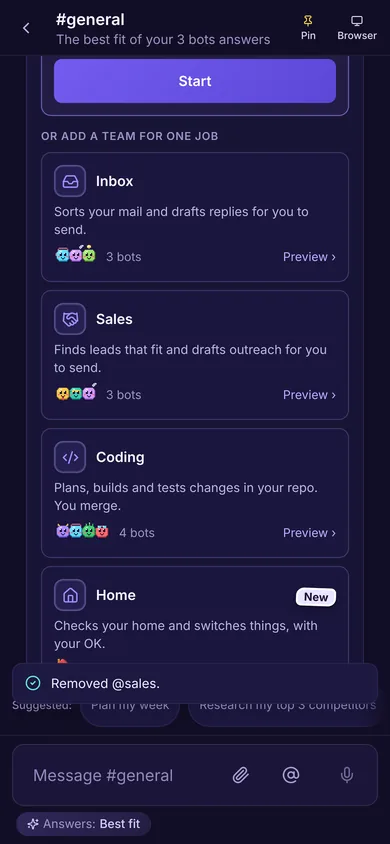 #general
The best fit of your 3 bots answers
Pin
Browser
Start
OR ADD A TEAM FOR ONE JOB
Inbox
Sorts your mail and drafts replies for you to
send.
3 bots
Preview ›
Sales
Finds leads that fit and drafts outreach for you
to send.
3 bots
Preview ›
Coding
Plans, builds and tests changes in your repo.
You merge.
4 bots
Preview ›
Home
New
Checks your home and switches things, with
your OK.
Removed @sales.
Suggested:
Plan my week
Research my top 3 competitors
Message #general
Answers: Best fit